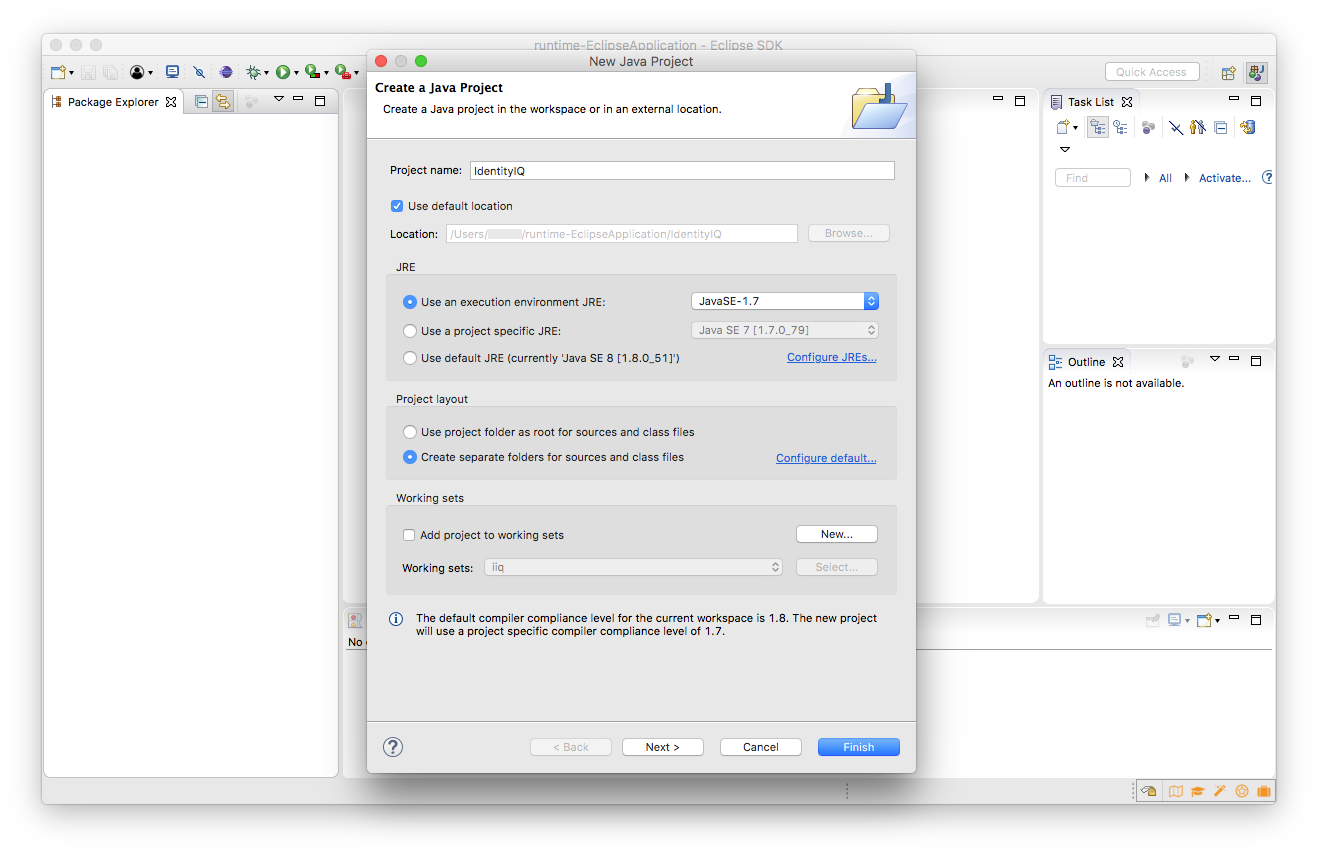 runtime-EclipseApplication - Eclipse SDK
New Java Project
Quick Access
Package Explorer
Create a Java Project
Create a Java project in the workspace or in an external location.
Task List
Find
All
Activate...
Project name:
IdentityIQ
Use default location
Location:
/Users/
/runtime-EclipseApplication/IdentityIQ
Browse...
JRE
Use an execution environment JRE:
JavaSE-1.7
Use a project specific JRE:
Java SE 7 [1.7.0_79]
Use default JRE (currently 'Java SE 8 [1.8.0_51]')
Configure JREs...
Outline
An outline is not available.
Project layout
Use project folder as root for sources and class files
Create separate folders for sources and class files
Configure default...
Working sets
Add project to working sets
New...
Working sets:
iiq
Select...
The default compiler compliance level for the current workspace is 1.8. The new project
will use a project specific compiler compliance level of 1.7.
No
< Back
Next >
Cancel
Finish